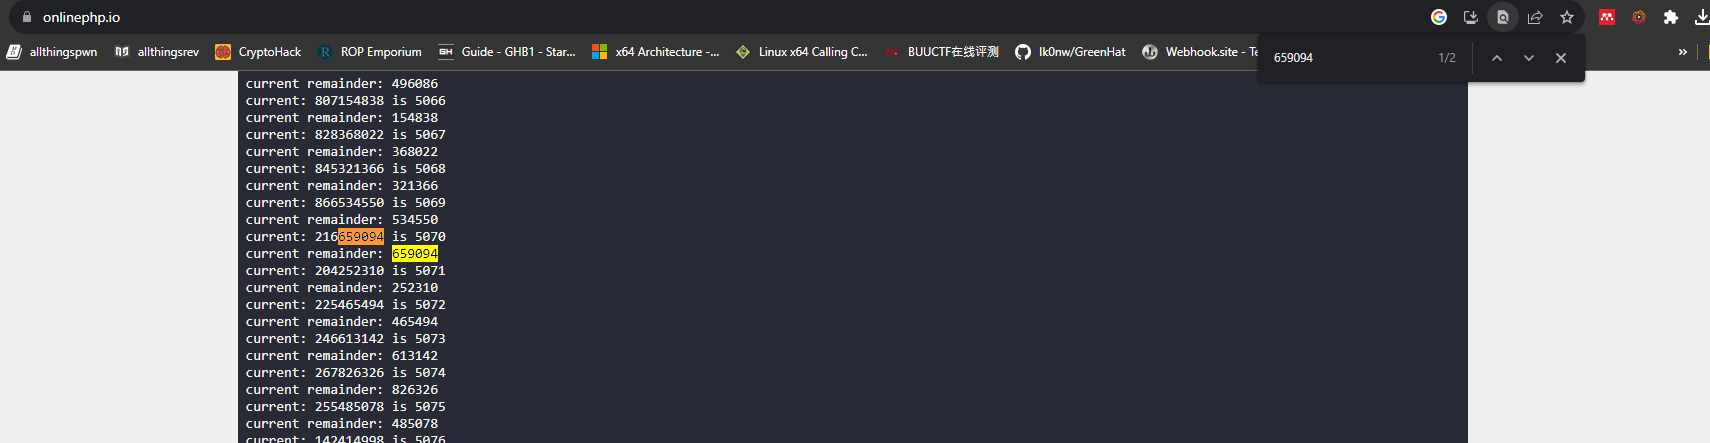 onlinephp.io
allthingspwn allthingsrev CryptoHack ROP Emporium Guide - GHB1 - Star... x64 Architecture -... Linux x64 Calling C... BUUCTF在线评测 lk0nw/GreenHat Webhook.site - Te
659094 1/2
current remainder: 496086
current: 807154838 is 5066
current remainder: 154838
current: 828368022 is 5067
current remainder: 368022
current: 845321366 is 5068
current remainder: 321366
current: 866534550 is 5069
current remainder: 534550
current: 216659094 is 5070
current remainder: 659094
current: 204252310 is 5071
current remainder: 252310
current: 225465494 is 5072
current remainder: 465494
current: 246613142 is 5073
current remainder: 613142
current: 267826326 is 5074
current remainder: 826326
current: 255485078 is 5075
current remainder: 485078
current: 142414998 is 5076